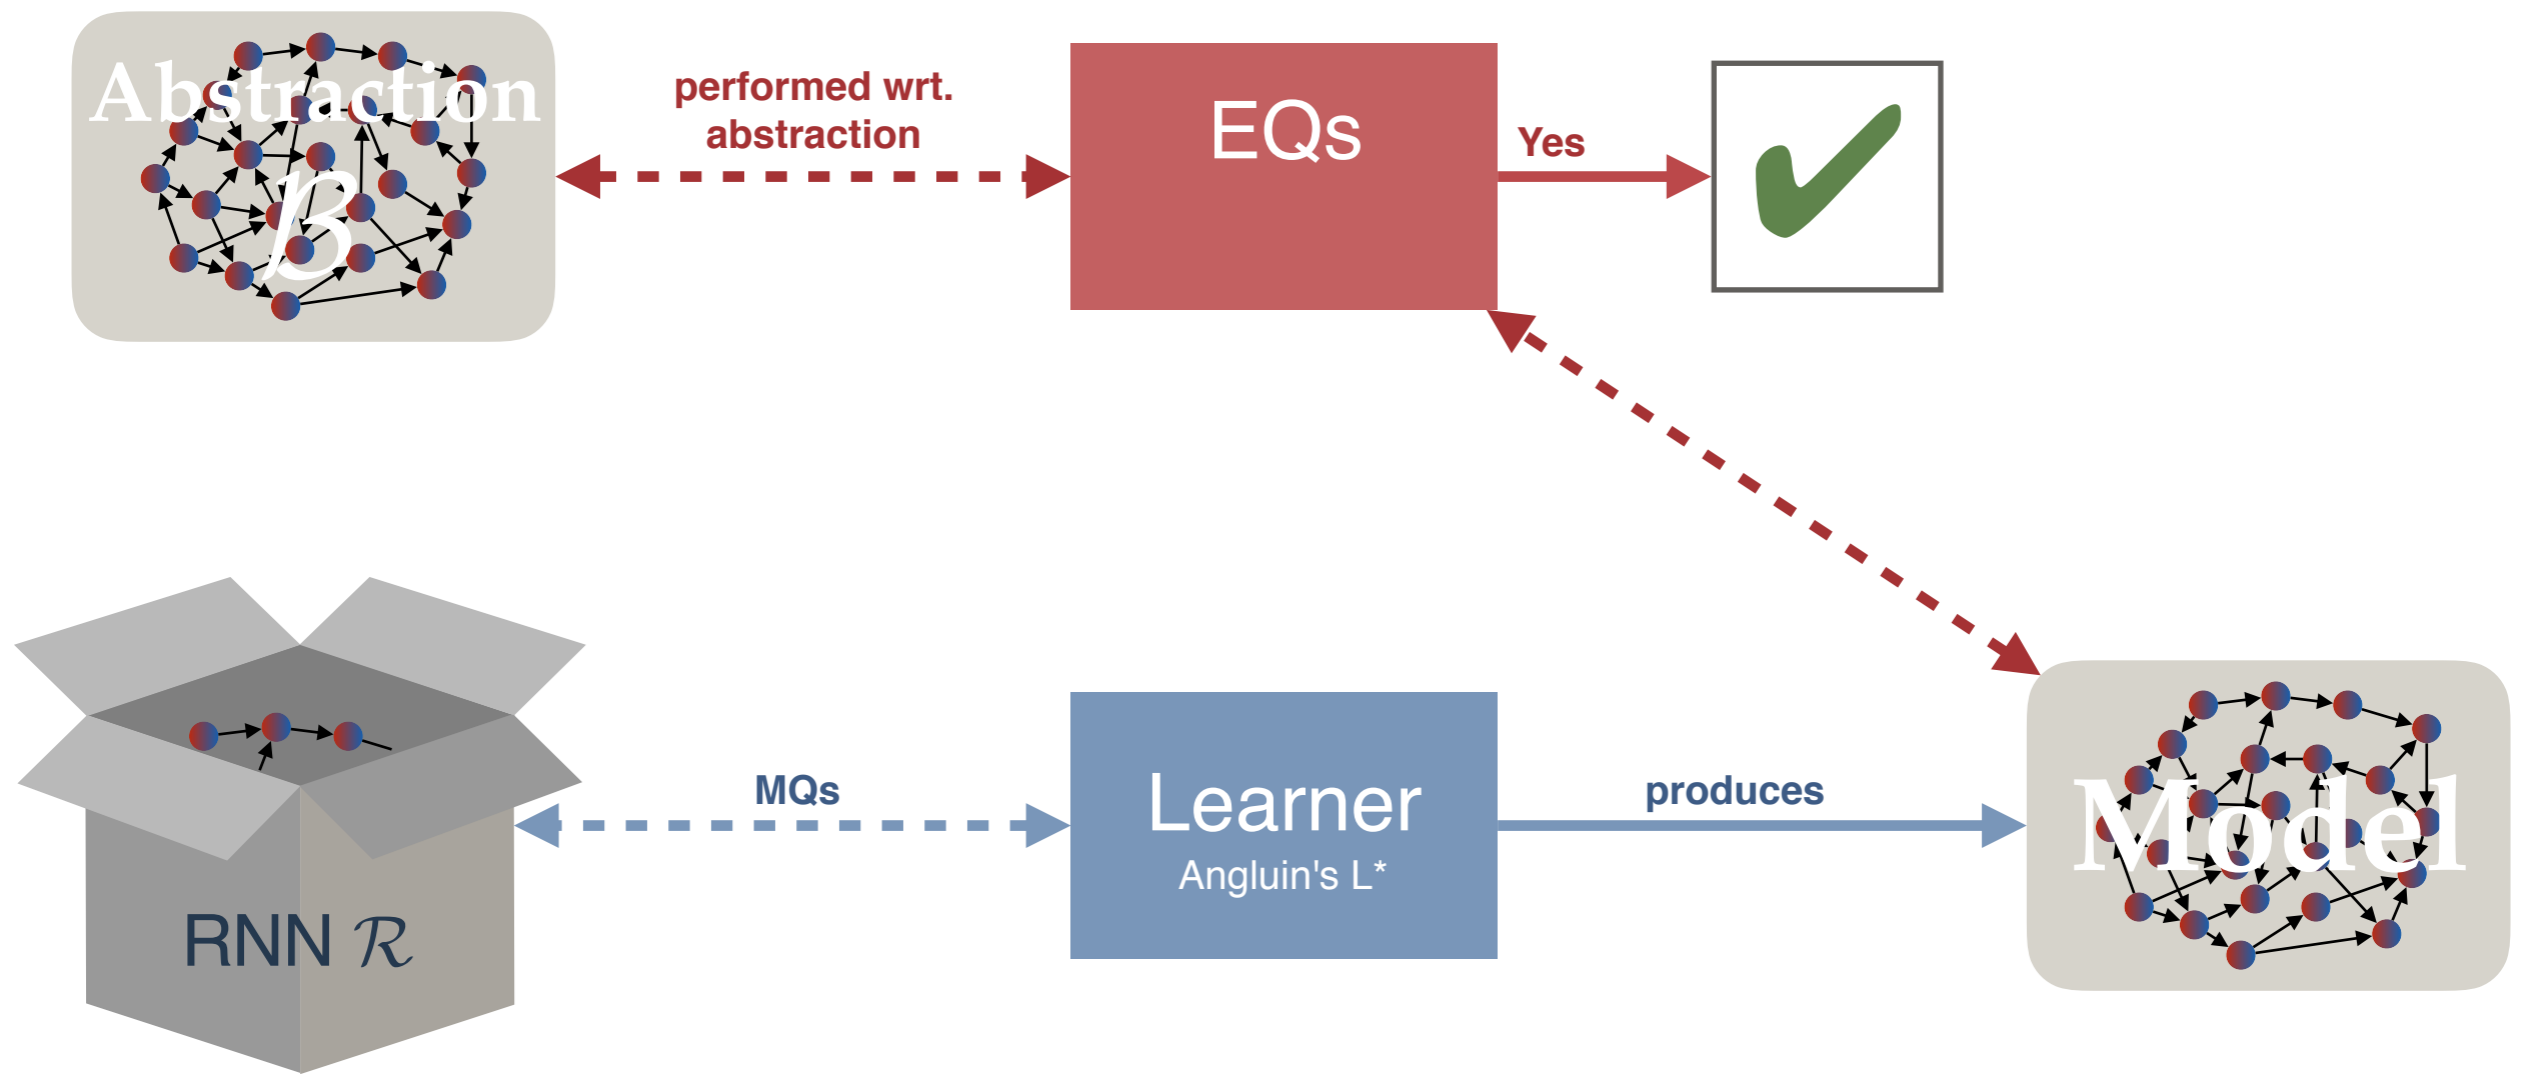 Abstraction
ℬ
performed wrt.
abstraction
EQs
Yes
RNN ℛ
MQs
Learner
Angluin's L*
produces
Model